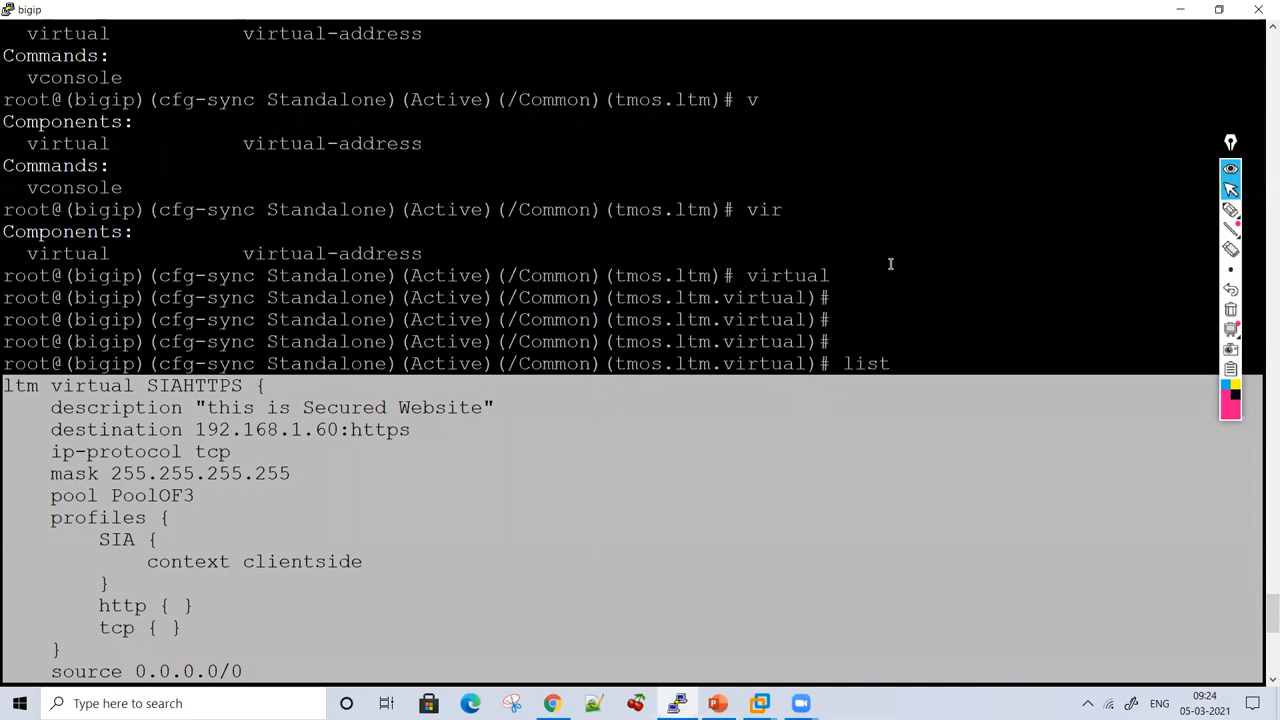 bigip
virtual virtual-address
Commands:
vconsole
root@(bigip)(cfg-sync Standalone)(Active)(/Common)(tmos.ltm)# v
Components:
virtual virtual-address
Commands:
vconsole
root@(bigip)(cfg-sync Standalone)(Active)(/Common)(tmos.ltm)# vir
Components:
virtual virtual-address
root@(bigip)(cfg-sync Standalone)(Active)(/Common)(tmos.ltm)# virtual
root@(bigip)(cfg-sync Standalone)(Active)(/Common)(tmos.ltm.virtual)#
root@(bigip)(cfg-sync Standalone)(Active)(/Common)(tmos.ltm.virtual)#
root@(bigip)(cfg-sync Standalone)(Active)(/Common)(tmos.ltm.virtual)#
root@(bigip)(cfg-sync Standalone)(Active)(/Common)(tmos.ltm.virtual)# list
ltm virtual SIAHTTPS {
description "this is Secured Website"
destination 192.168.1.60:https
ip-protocol tcp
mask 255.255.255.255
pool PoolOF3
profiles {
SIA {
context clientside
}
http { }
tcp { }
}
source 0.0.0.0/0
Type here to search
ENG
09:24
05-03-2021